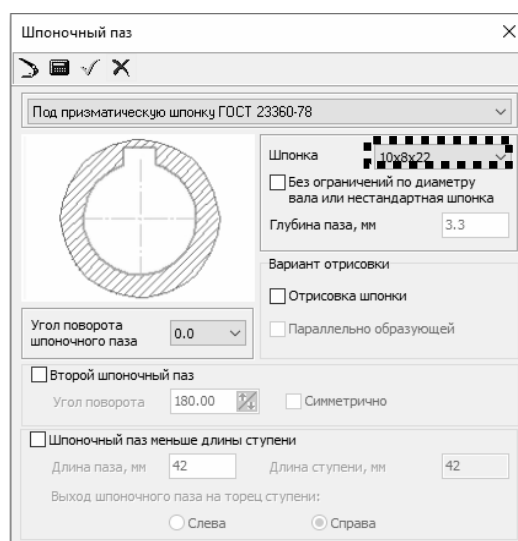 Шпоночный паз
Под призматическую шпонку ГОСТ 23360-78
Шпонка 10x8x22
Без ограничений по диаметру
вала или нестандартная шпонка
Глубина паза, мм 3.3
Вариант отрисовки
Отрисовка шпонки
Параллельно образующей
Угол поворота
шпоночного паза 0.0
Второй шпоночный паз
Угол поворота 180.00 Симметрично
Шпоночный паз меньше длины ступени
Длина паза, мм 42 Длина ступени, мм 42
Выход шпоночного паза на торец ступени:
Слева Справа